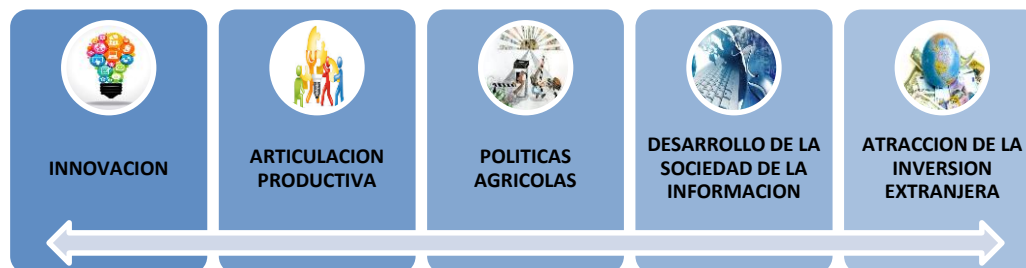 INNOVACION
ARTICULACION
PRODUCTIVA
POLITICAS
AGRICOLAS
DESARROLLO DE LA
SOCIEDAD DE LA
INFORMACION
ATRACCION DE LA
INVERSION
EXTRANJERA